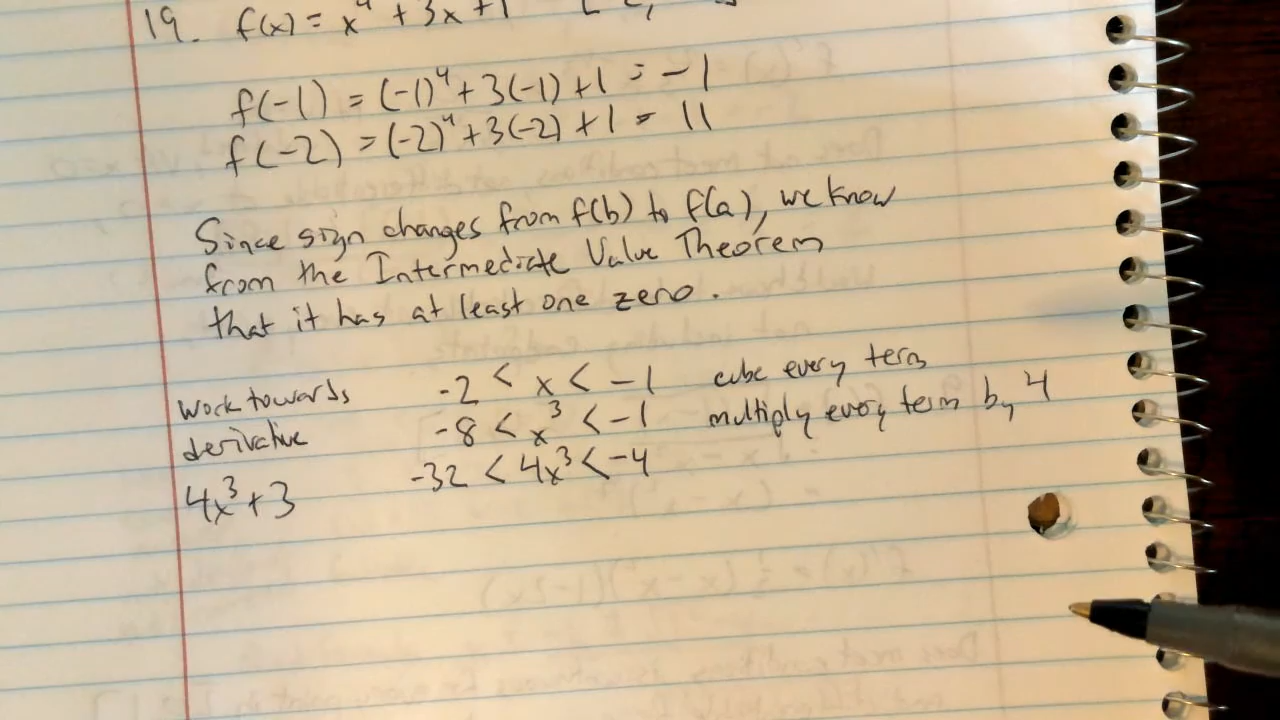 19. f(x) = x⁴ + 3x + 1
f(-1) = (-1)⁴ + 3(-1) + 1 = -1
f(-2) = (-2)⁴ + 3(-2) + 1 = 11
Since sign changes from f(b) to f(a), we know
from the Intermediate Value Theorem
that it has at least one zero.
work towards -2 < x < -1 cube every term
derivative -8 < x³ < -1 multiply every term by 4
4x³ + 3 -32 < 4x³ < -4